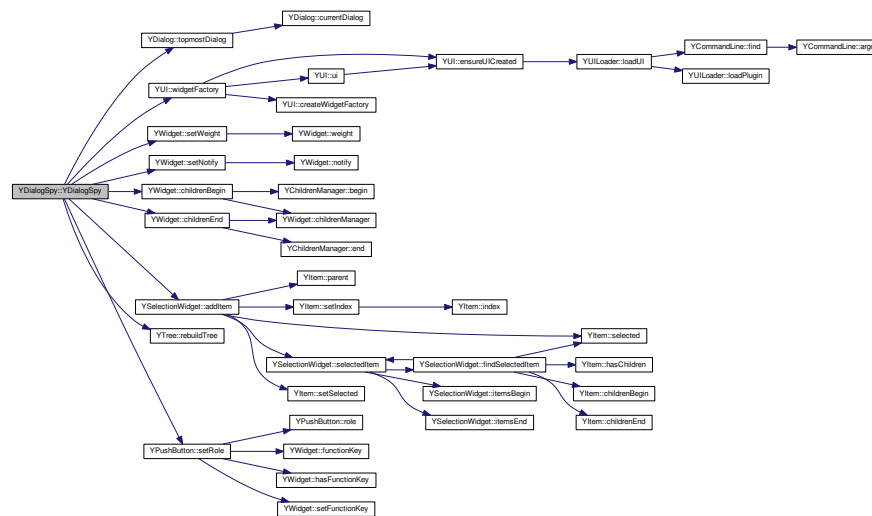 YDialog::currentDialog
YDialog::topmostDialog
YCommandLine::find
YCommandLine::arg
YUI::ensureUICreated
YUILoader::loadUI
YUI::ui
YUILoader::loadPlugin
YUI::widgetFactory
YUI::createWidgetFactory
YWidget::setWeight
YWidget::weight
YWidget::setNotify
YWidget::notify
YDialogSpy::YDialogSpy
YWidget::childrenBegin
YChildrenManager::begin
YWidget::childrenEnd
YWidget::childrenManager
YChildrenManager::end
YItem::parent
YSelectionWidget::addItem
YItem::setIndex
YItem::index
YTree::rebuildTree
YItem::selected
YSelectionWidget::selectedItem
YSelectionWidget::findSelectedItem
YItem::hasChildren
YItem::setSelected
YSelectionWidget::itemsBegin
YItem::childrenBegin
YSelectionWidget::itemsEnd
YItem::childrenEnd
YPushButton::role
YPushButton::setRole
YWidget::functionKey
YWidget::hasFunctionKey
YWidget::setFunctionKey